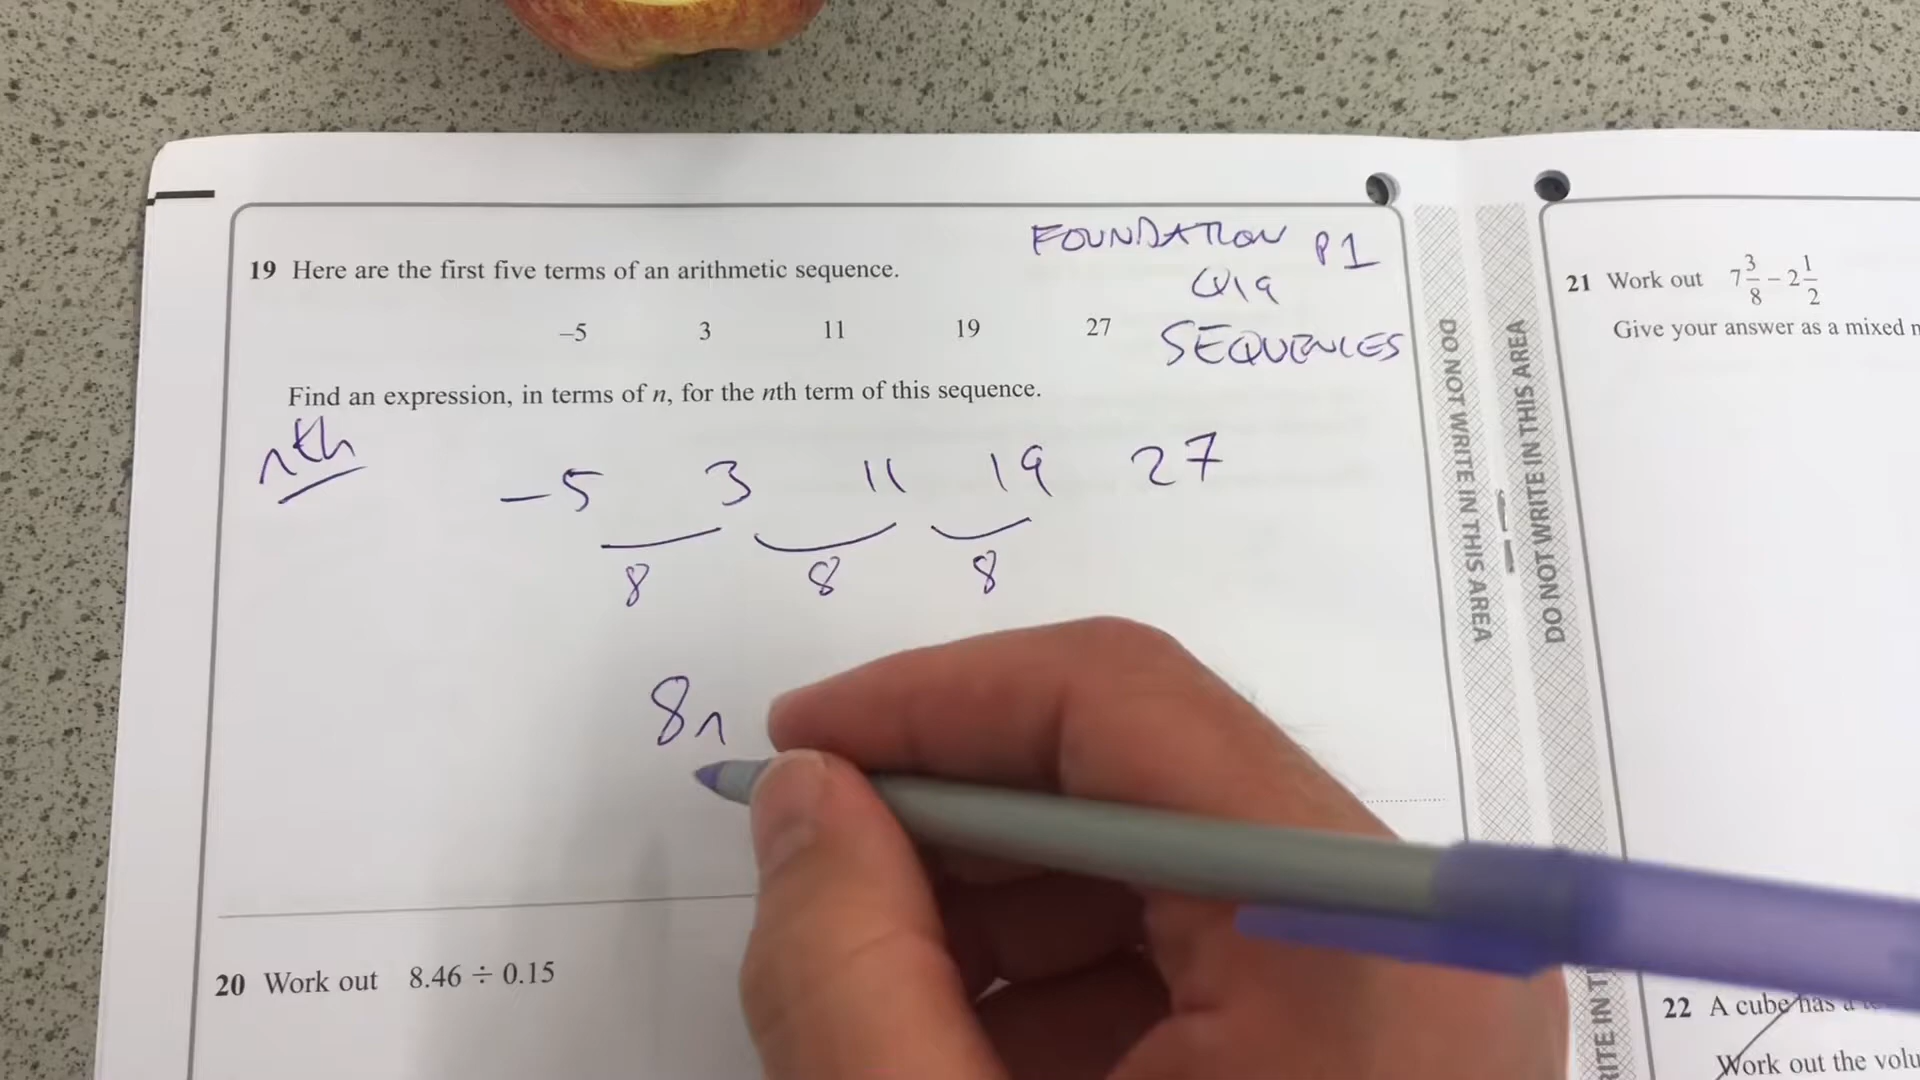 FOUNDATION P1
Q19
SEQUENCES
19 Here are the first five terms of an arithmetic sequence.
–5 3 11 19 27
Find an expression, in terms of n, for the nth term of this sequence.
nth
–5 3 11 19 27
8 8 8
8n
20 Work out 8.46 ÷ 0.15
DO NOT WRITE IN THIS AREA
DO NOT WRITE IN THIS AREA
21 Work out 7 3/8 – 2 1/2
Give your answer as a mixed
22 A cube has a
Work out the